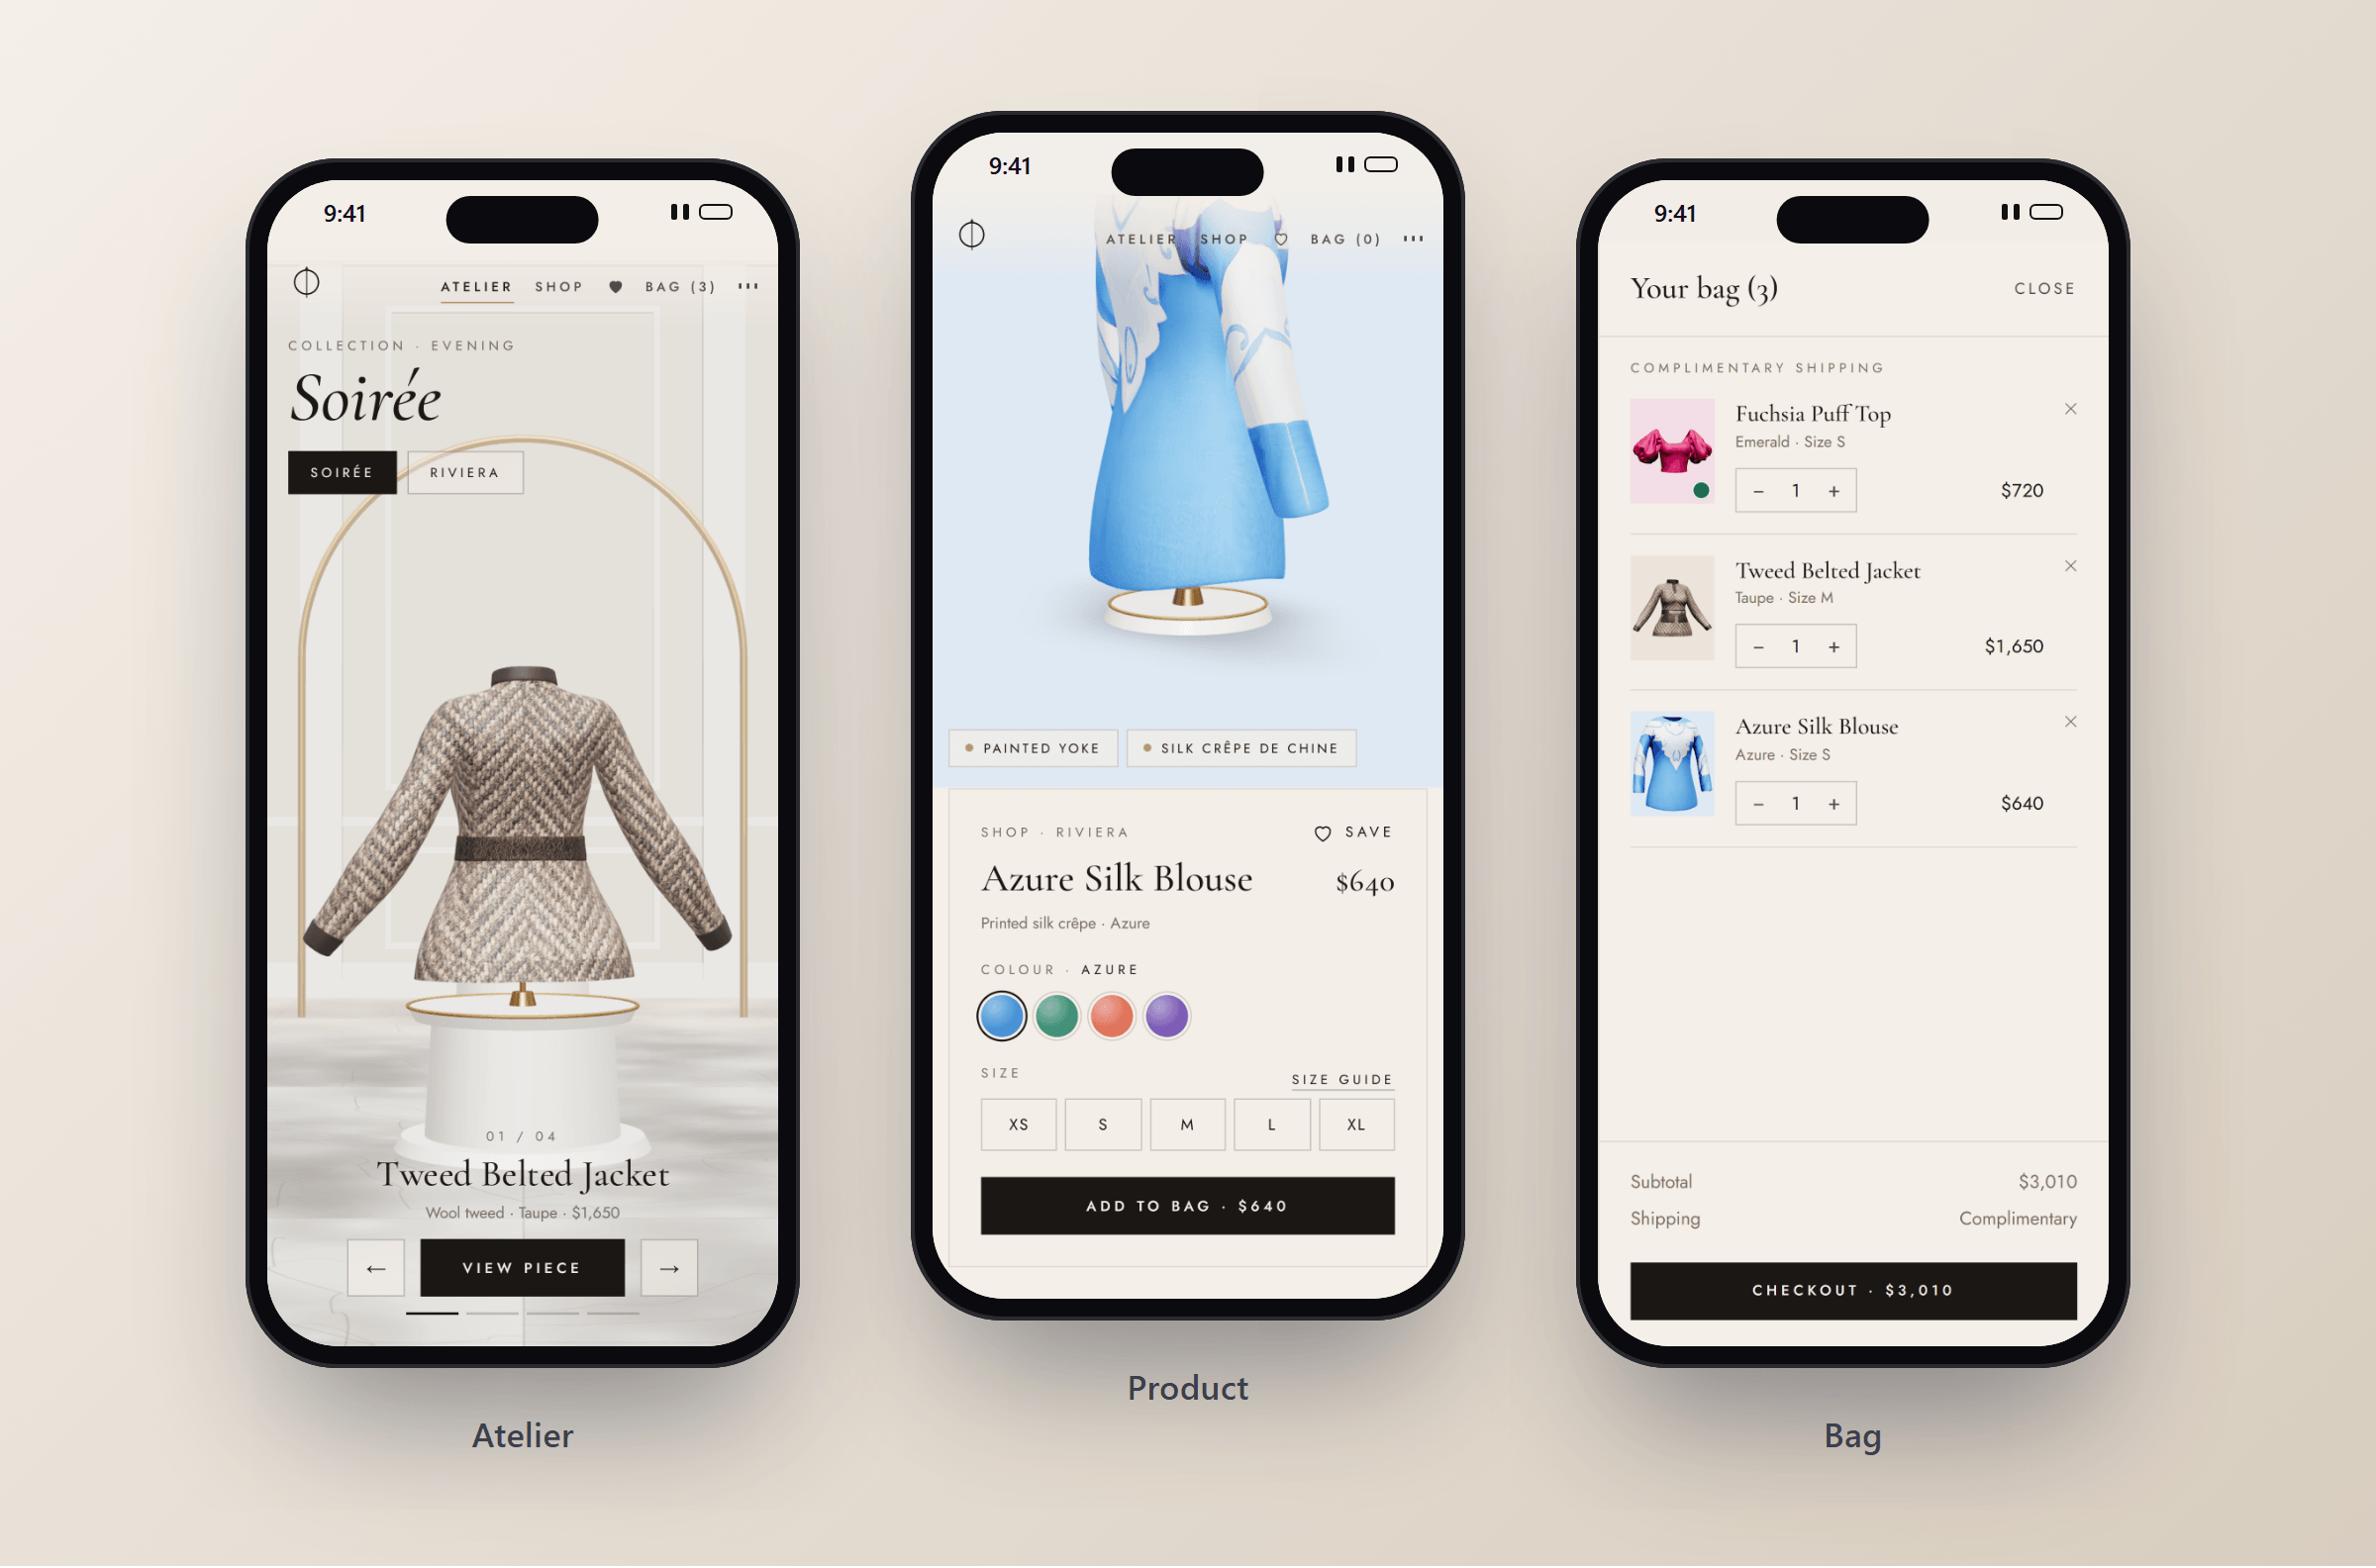 9:41
ATELIER SHOP BAG (3)
COLLECTION · EVENING
Soirée
SOIRÉE RIVIERA
01 / 04
Tweed Belted Jacket
Wool tweed · Taupe · $1,650
← VIEW PIECE →
Atelier
9:41
ATELIER SHOP BAG (0)
PAINTED YOKE SILK CRÊPE DE CHINE
SHOP · RIVIERA SAVE
Azure Silk Blouse $640
Printed silk crêpe · Azure
COLOUR · AZURE
SIZE SIZE GUIDE
XS S M L XL
ADD TO BAG · $640
Product
9:41
Your bag (3) CLOSE
COMPLIMENTARY SHIPPING
Fuchsia Puff Top ×
Emerald · Size S
− 1 + $720
Tweed Belted Jacket ×
Taupe · Size M
− 1 + $1,650
Azure Silk Blouse ×
Azure · Size S
− 1 + $640
Subtotal $3,010
Shipping Complimentary
CHECKOUT · $3,010
Bag